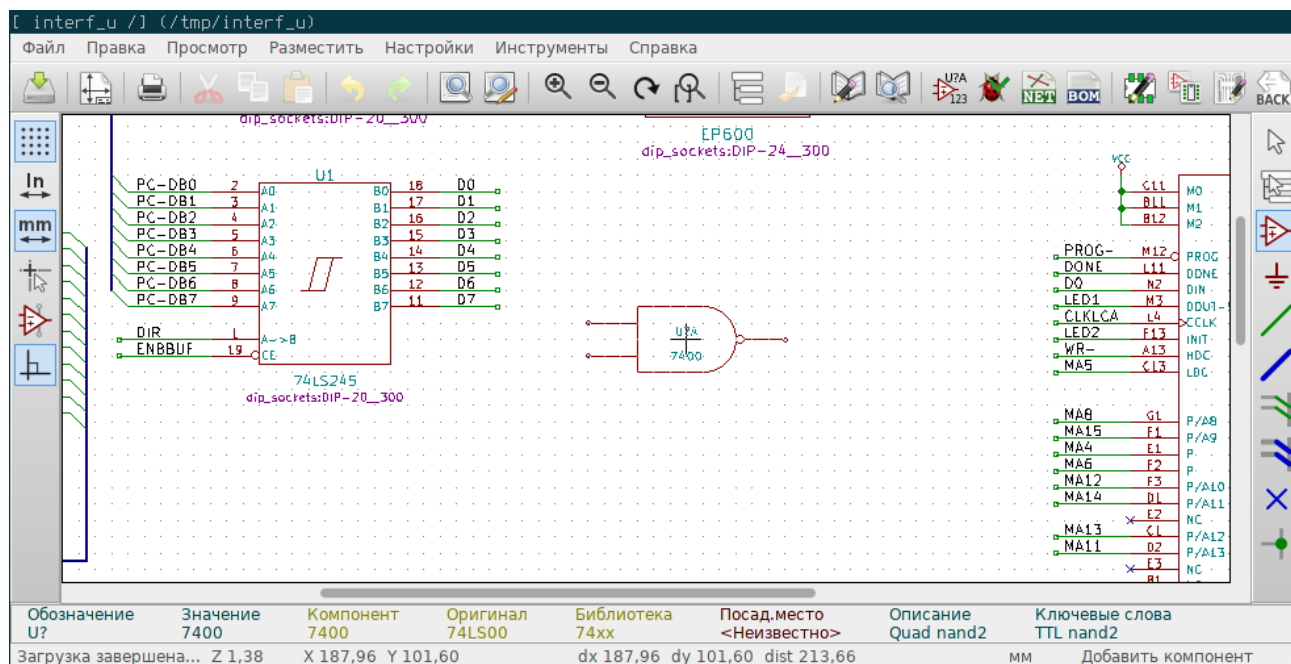 [ interf_u /] (/tmp/interf_u)
Файл Правка Просмотр Разместить Настройки Инструменты Справка
U?A
123
NET
BOM
BACK
In
mm
dip_sockets:DIP-20__300
EP600
dip_sockets:DIP-24__300
VCC
U1
PC-DB0 2 A0 B0 18 D0
PC-DB1 3 A1 B1 17 D1
PC-DB2 4 A2 B2 16 D2
PC-DB3 5 A3 B3 15 D3
PC-DB4 6 A4 B4 14 D4
PC-DB5 7 A5 B5 13 D5
PC-DB6 8 A6 B6 12 D6
PC-DB7 9 A7 B7 11 D7
DIR 1 A->B
ENBBUF 19 CE
74LS245
dip_sockets:DIP-20__300
U?A
7400
C11 M0
B11 M1
B12 M2
PROG- M12 PROG
DONE L11 DONE
D0 N2 DIN
LED1 M3
CLKLCA L4 CCLK
LED2 F13 INIT
WR- A13 HDC
MA5 C13 LDC
MA8 G1 P/A8
MA15 F1 P/A9
MA4 E1 P
MA6 F2 P
MA12 F3 P/A10
MA14 D1 P/A11
E2 NC
MA13 C1 P/A12
MA11 D2 P/A13
E3 NC
B1
Обозначение Значение Компонент Оригинал Библиотека Посад.место Описание Ключевые слова
U? 7400 7400 74LS00 74xx <Неизвестно> Quad nand2 TTL nand2
Загрузка завершена... Z 1,38 X 187,96 Y 101,60 dx 187,96 dy 101,60 dist 213,66 мм Добавить компонент